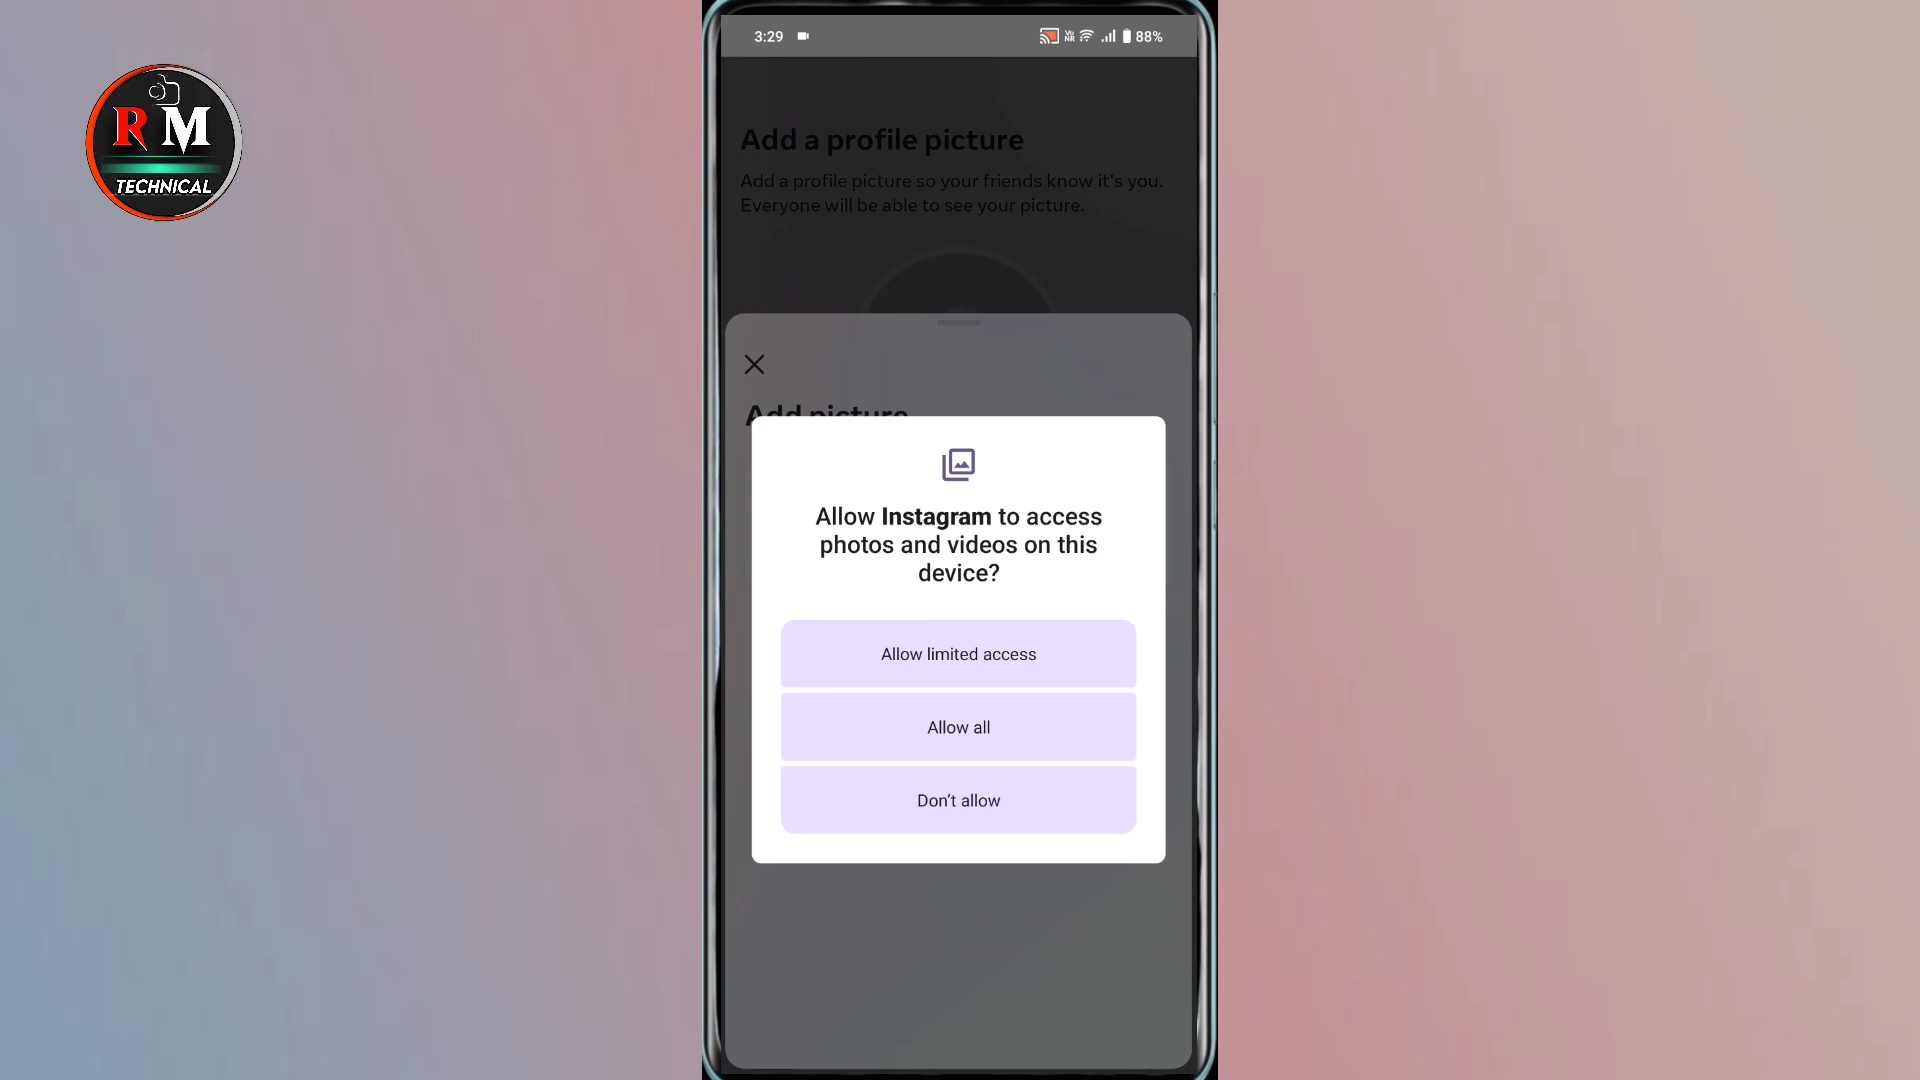 R M
TECHNICAL
3:29
Vo
NR
88%
Add a profile picture
Add a profile picture so your friends know it's you.
Everyone will be able to see your picture.
Add picture
Allow Instagram to access
photos and videos on this
device?
Allow limited access
Allow all
Don’t allow